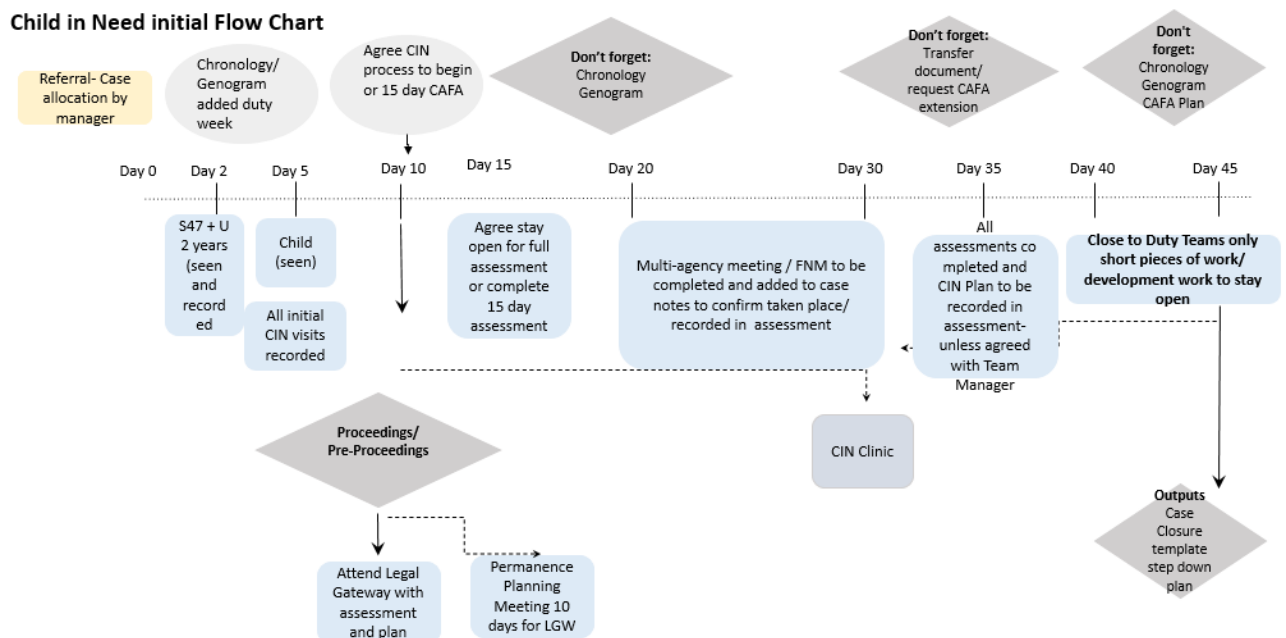 Child in Need initial Flow Chart
Referral- Case
allocation by
manager
Chronology/
Genogram
added duty
week
Agree CIN
process to begin
or 15 day CAFA
Don't forget:
Chronology
Genogram
Don't forget:
Transfer
document/
request CAFA
extension
Don't
forget:
Chronology
Genogram
CAFA Plan
Day 0
Day 2
Day 5
Day 10
Day 15
Day 20
Day 30
Day 35
Day 40
Day 45
S47 + U
2 years
(seen
and
record
ed
Child
(seen)
All initial
CIN visits
recorded
Agree stay
open for full
assessment
or complete
15 day
assessment
Multi-agency meeting / FNM to be
completed and added to case
notes to confirm taken place/
recorded in assessment
All
assessments co
mpleted and
CIN Plan to be
recorded in
assessment-
unless agreed
with Team
Manager
Close to Duty Teams only
short pieces of work/
development work to stay
open
Proceedings/
Pre-Proceedings
CIN Clinic
Attend Legal
Gateway with
assessment
and plan
Permanence
Planning
Meeting 10
days for LGW
Outputs
Case
Closure
template
step down
plan